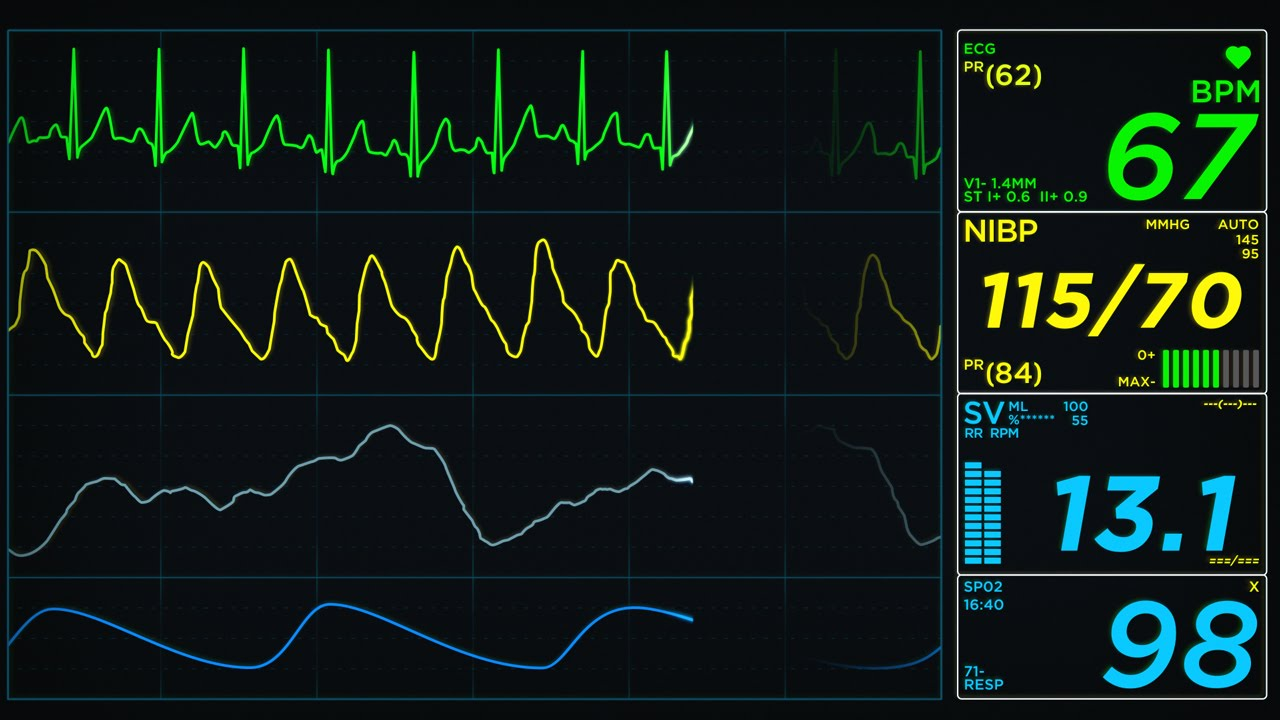 ECG
PR(62)
BPM
67
V1- 1.4MM
ST I+ 0.6 II+ 0.9
NIBP MMHG AUTO
145
95
115/70
PR(84)
0+
MAX-
SV ML 100 ---(---)---
%****** 55
RR RPM
13.1
===/===
SPO2 X
16:40
98
71-
RESP